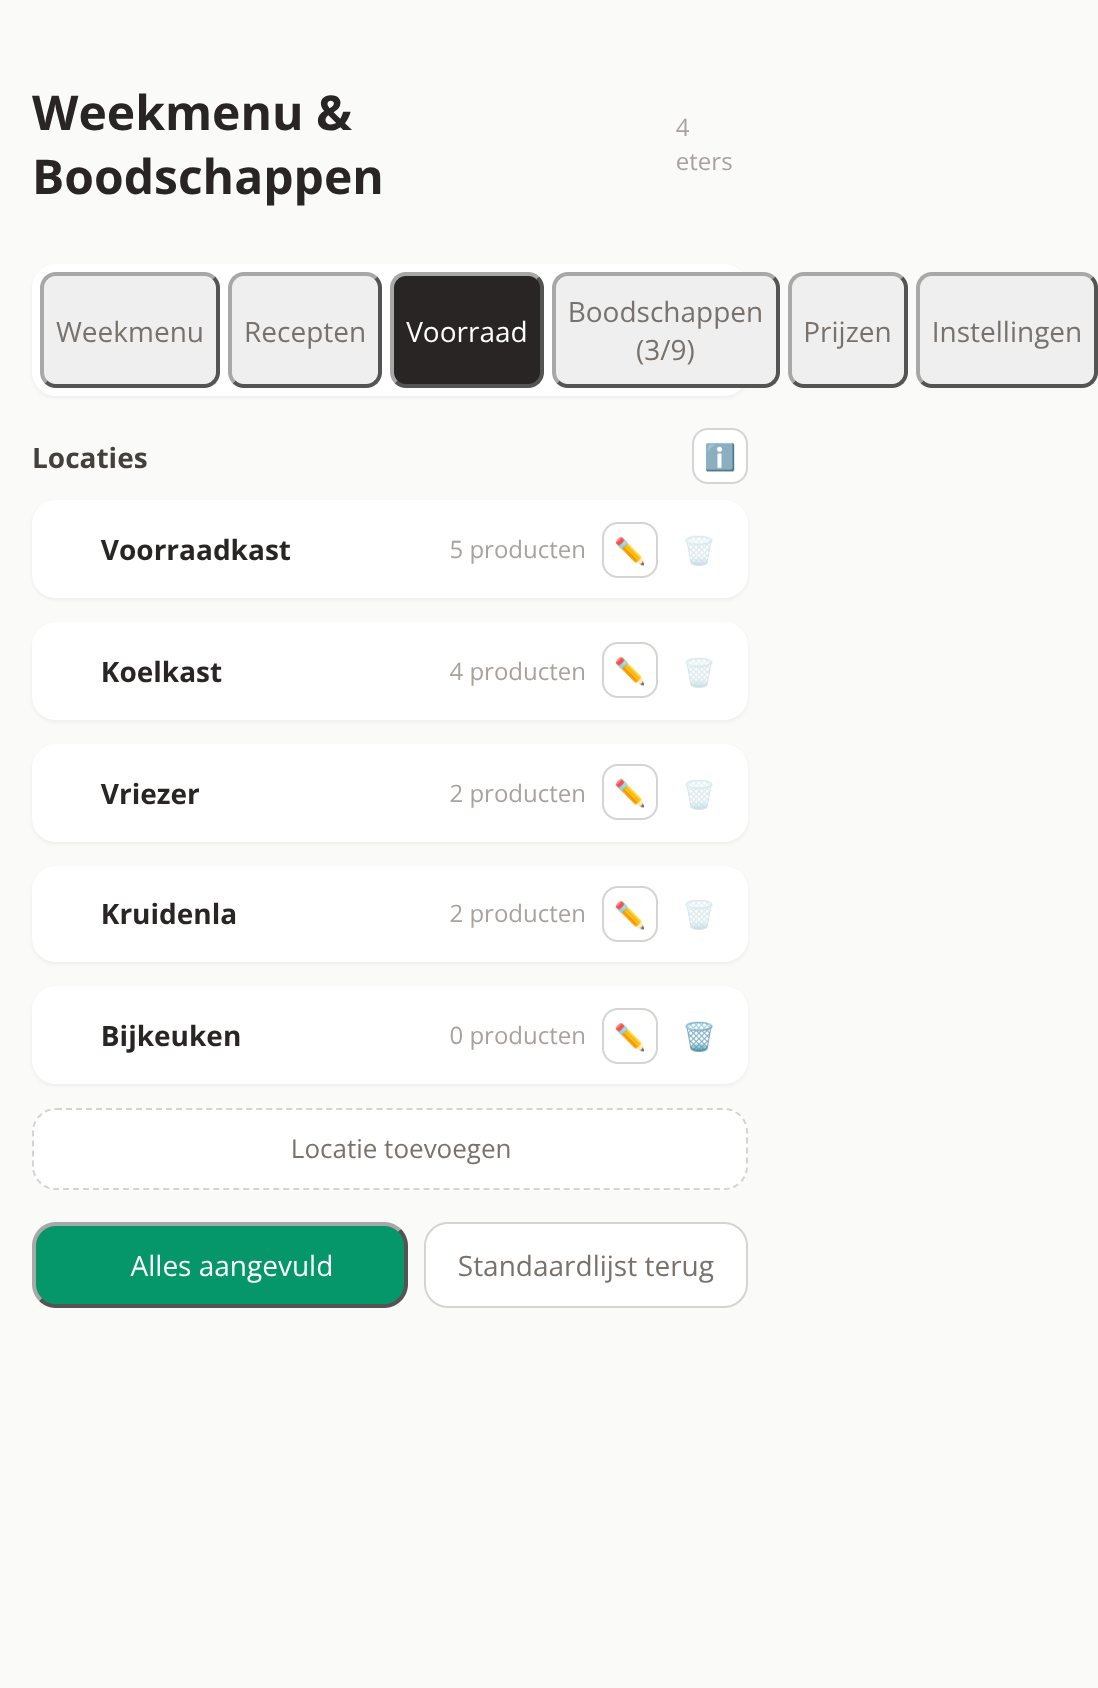 Weekmenu &
Boodschappen
4
eters
Weekmenu
Recepten
Voorraad
Boodschappen
(3/9)
Prijzen
Instellingen
Locaties
Voorraadkast 5 producten
Koelkast 4 producten
Vriezer 2 producten
Kruidenla 2 producten
Bijkeuken 0 producten
Locatie toevoegen
Alles aangevuld
Standaardlijst terug